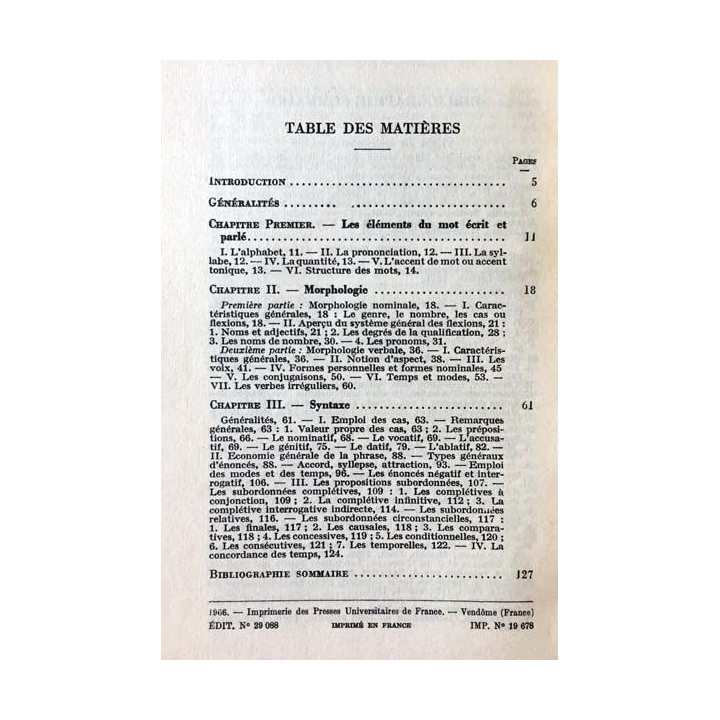 TABLE DES MATIÈRES
PAGES
INTRODUCTION .................................... 5
GÉNÉRALITÉS ......... ......................... 6
CHAPITRE PREMIER. — Les éléments du mot écrit et
parlé........................................... 11
I. L'alphabet, 11. — II. La prononciation, 12. — III. La syl-
labe, 12. — IV. La quantité, 13. — V. L'accent de mot ou accent
tonique, 13. — VI. Structure des mots, 14.
CHAPITRE II. — Morphologie ...................... 18
Première partie : Morphologie nominale, 18. — I. Carac-
téristiques générales, 18 : Le genre, le nombre, les cas ou
flexions, 18. — II. Aperçu du système général des flexions, 21 :
1. Noms et adjectifs, 21 ; 2. Les degrés de la qualification, 28 ;
3. Les noms de nombre, 30. — 4. Les pronoms, 31.
Deuxième partie : Morphologie verbale, 36. — I. Caractéris-
tiques générales, 36. — II. Notion d'aspect, 38. — III. Les
voix, 41. — IV. Formes personnelles et formes nominales, 45
— V. Les conjugaisons, 50. — VI. Temps et modes, 53. —
VII. Les verbes irréguliers, 60.
CHAPITRE III. — Syntaxe ......................... 61
Généralités, 61. — I. Emploi des cas, 63. — Remarques
générales, 63 : 1. Valeur propre des cas, 63 ; 2. Les préposi-
tions, 66. — Le nominatif, 68. — Le vocatif, 69. — L'accusa-
tif, 69. — Le génitif, 75. — Le datif, 79. — L'ablatif, 82. —
II. Economie générale de la phrase, 88. — Types généraux
d'énoncés, 88. — Accord, syllepse, attraction, 93. — Emploi
des modes et des temps, 96. — Les énoncés négatif et inter-
rogatif, 106. — III. Les propositions subordonnées, 107. —
Les subordonnées complétives, 109 : 1. Les complétives à
conjonction, 109 ; 2. La complétive infinitive, 112 ; 3. La
complétive interrogative indirecte, 114. — Les subordonnées
relatives, 116. — Les subordonnées circonstancielles, 117 :
1. Les finales, 117 ; 2. Les causales, 118 ; 3. Les compara-
tives, 118 ; 4. Les concessives, 119 ; 5. Les conditionnelles, 120 ;
6. Les consécutives, 121 ; 7. Les temporelles, 122. — IV. La
concordance des temps, 124.
BIBLIOGRAPHIE SOMMAIRE ......................... 127
1966. — Imprimerie des Presses Universitaires de France. — Vendôme (France)
ÉDIT. Nº 29 088 IMPRIMÉ EN FRANCE IMP. Nº 19 678